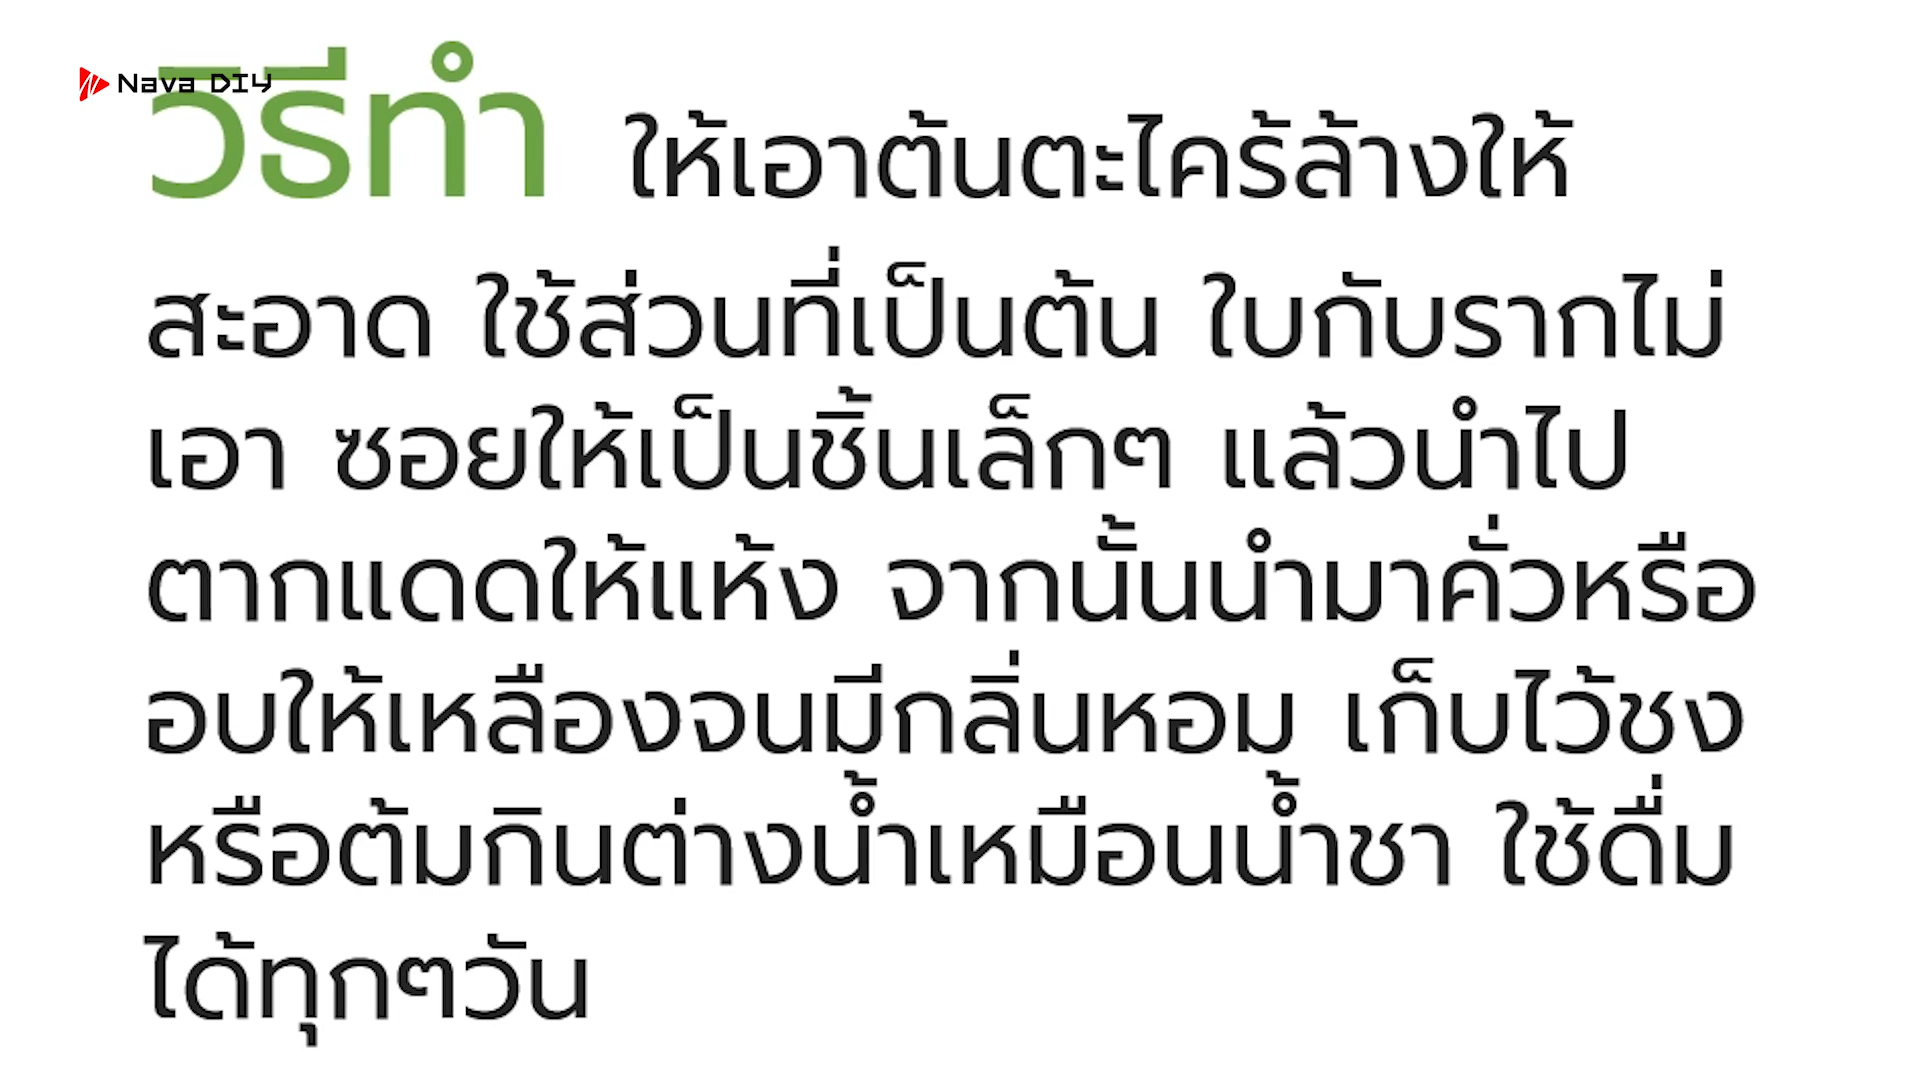 Nava DIY
วิธีทำ ให้เอาต้นตะไคร้ล้างให้
สะอาด ใช้ส่วนที่เป็นต้น ใบกับรากไม่
เอา ซอยให้เป็นชิ้นเล็กๆ แล้วนำไป
ตากแดดให้แห้ง จากนั้นนำมาคั่วหรือ
อบให้เหลืองจนมีกลิ่นหอม เก็บไว้ชง
หรือต้มกินต่างน้ำเหมือนน้ำชา ใช้ดื่ม
ได้ทุกๆวัน